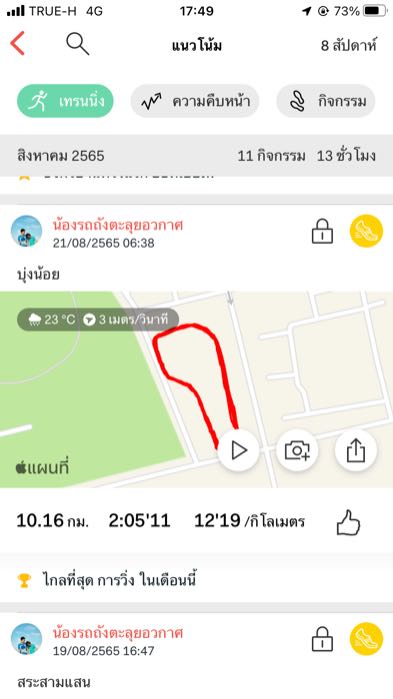 TRUE-H 4G 17:49 73%
แนวโน้ม 8 สัปดาห์
เทรนนิ่ง ความคืบหน้า กิจกรรม
สิงหาคม 2565 11 กิจกรรม 13 ชั่วโมง
น้องรถถังตะลุยอวกาศ
21/08/2565 06:38
บุ่งน้อย
23 °C 3 เมตร/วินาที
แผนที่
10.16 กม. 2:05'11 12'19 /กิโลเมตร
ไกลที่สุด การวิ่ง ในเดือนนี้
น้องรถถังตะลุยอวกาศ
19/08/2565 16:47
สระสามแสน